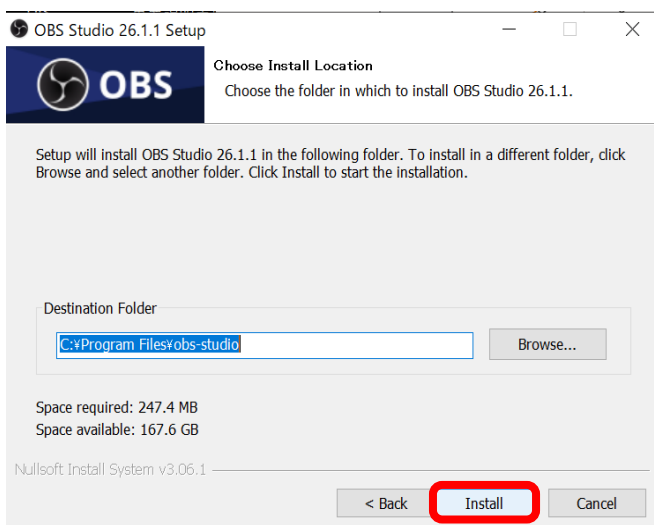 OBS Studio 26.1.1 Setup
OBS
Choose Install Location
Choose the folder in which to install OBS Studio 26.1.1.
Setup will install OBS Studio 26.1.1 in the following folder. To install in a different folder, click
Browse and select another folder. Click Install to start the installation.
Destination Folder
C:¥Program Files¥obs-studio
Browse...
Space required: 247.4 MB
Space available: 167.6 GB
Nullsoft Install System v3.06.1
< Back
Install
Cancel